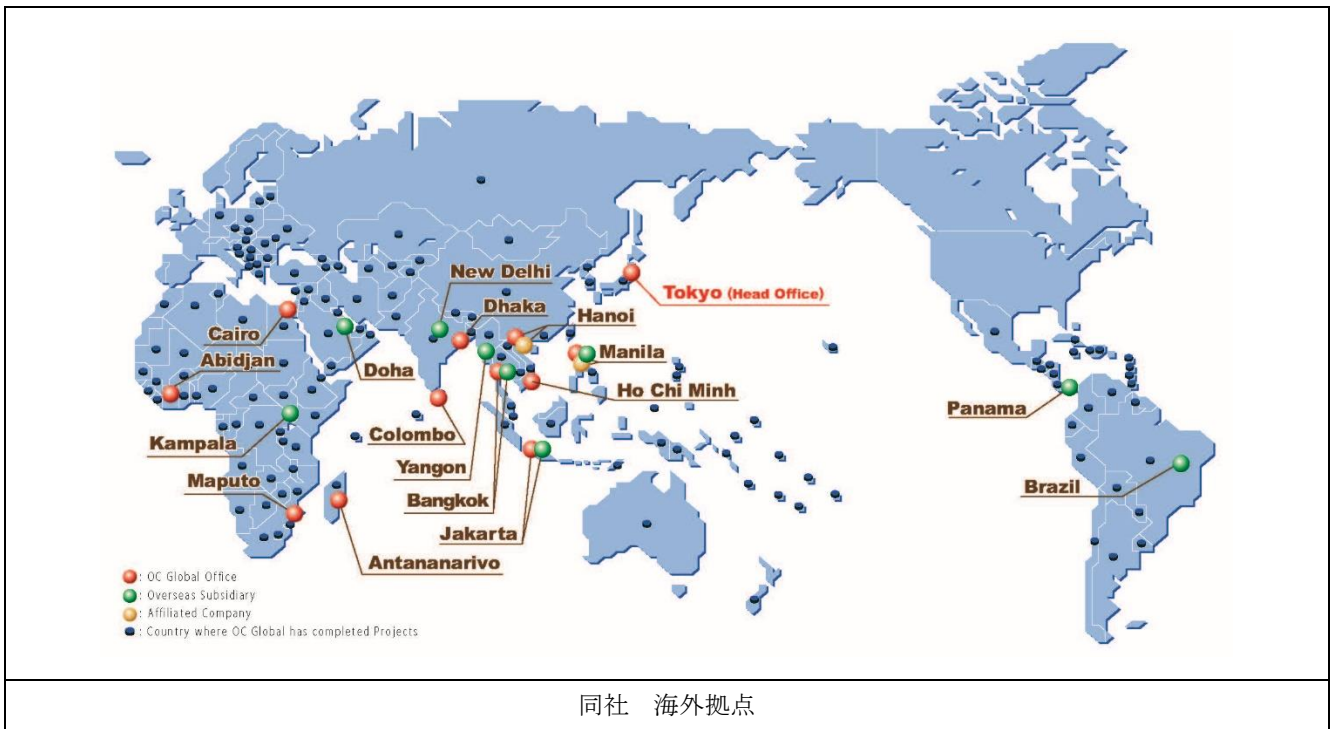 New Delhi
Tokyo (Head Office)
Dhaka
Hanoi
Cairo
Manila
Abidjan
Doha
Ho Chi Minh
Panama
Colombo
Kampala
Yangon
Maputo
Brazil
Bangkok
Jakarta
Antananarivo
: OC Global Office
: Overseas Subsidiary
: Affiliated Company
: Country where OC Global has completed Projects
同社 海外拠点